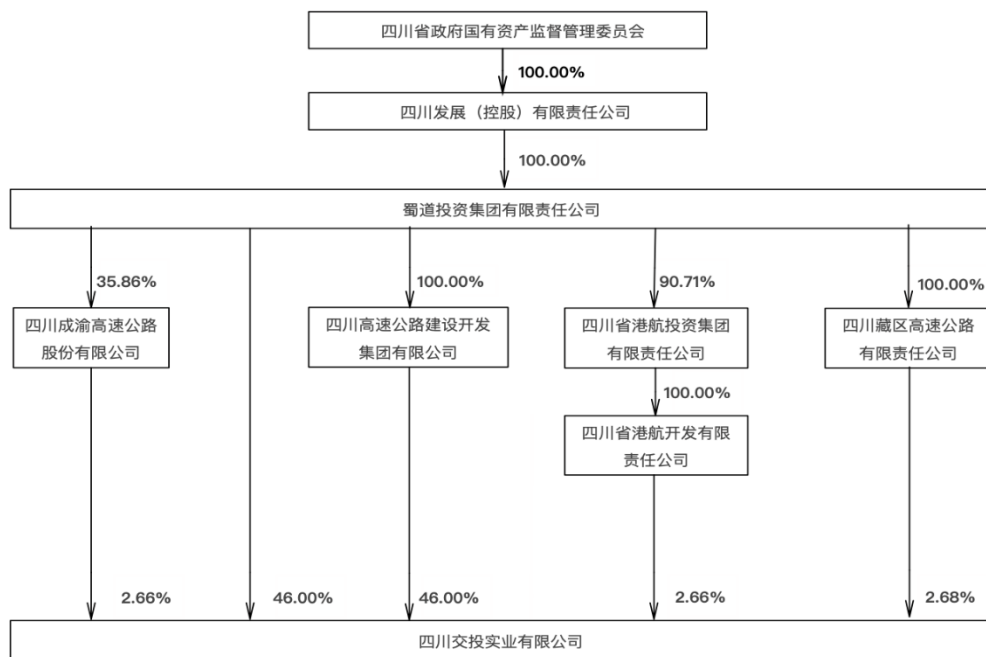 四川省政府国有资产监督管理委员会
100.00%
四川发展（控股）有限责任公司
100.00%
蜀道投资集团有限责任公司
35.86%
100.00%
90.71%
100.00%
四川成渝高速公路
股份有限公司
四川高速公路建设开发
集团有限公司
四川省港航投资集团
有限责任公司
四川藏区高速公路
有限责任公司
100.00%
四川省港航开发有限
责任公司
2.66%
46.00%
46.00%
2.66%
2.68%
四川交投实业有限公司